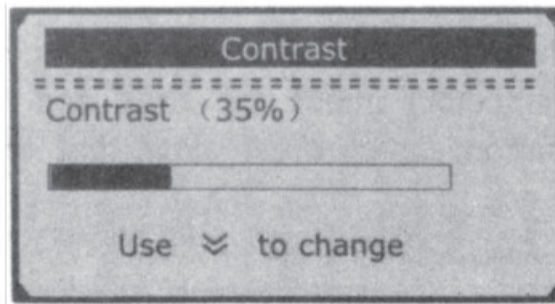 Contrast
==============================
Contrast （35%）
Use ︾ to change